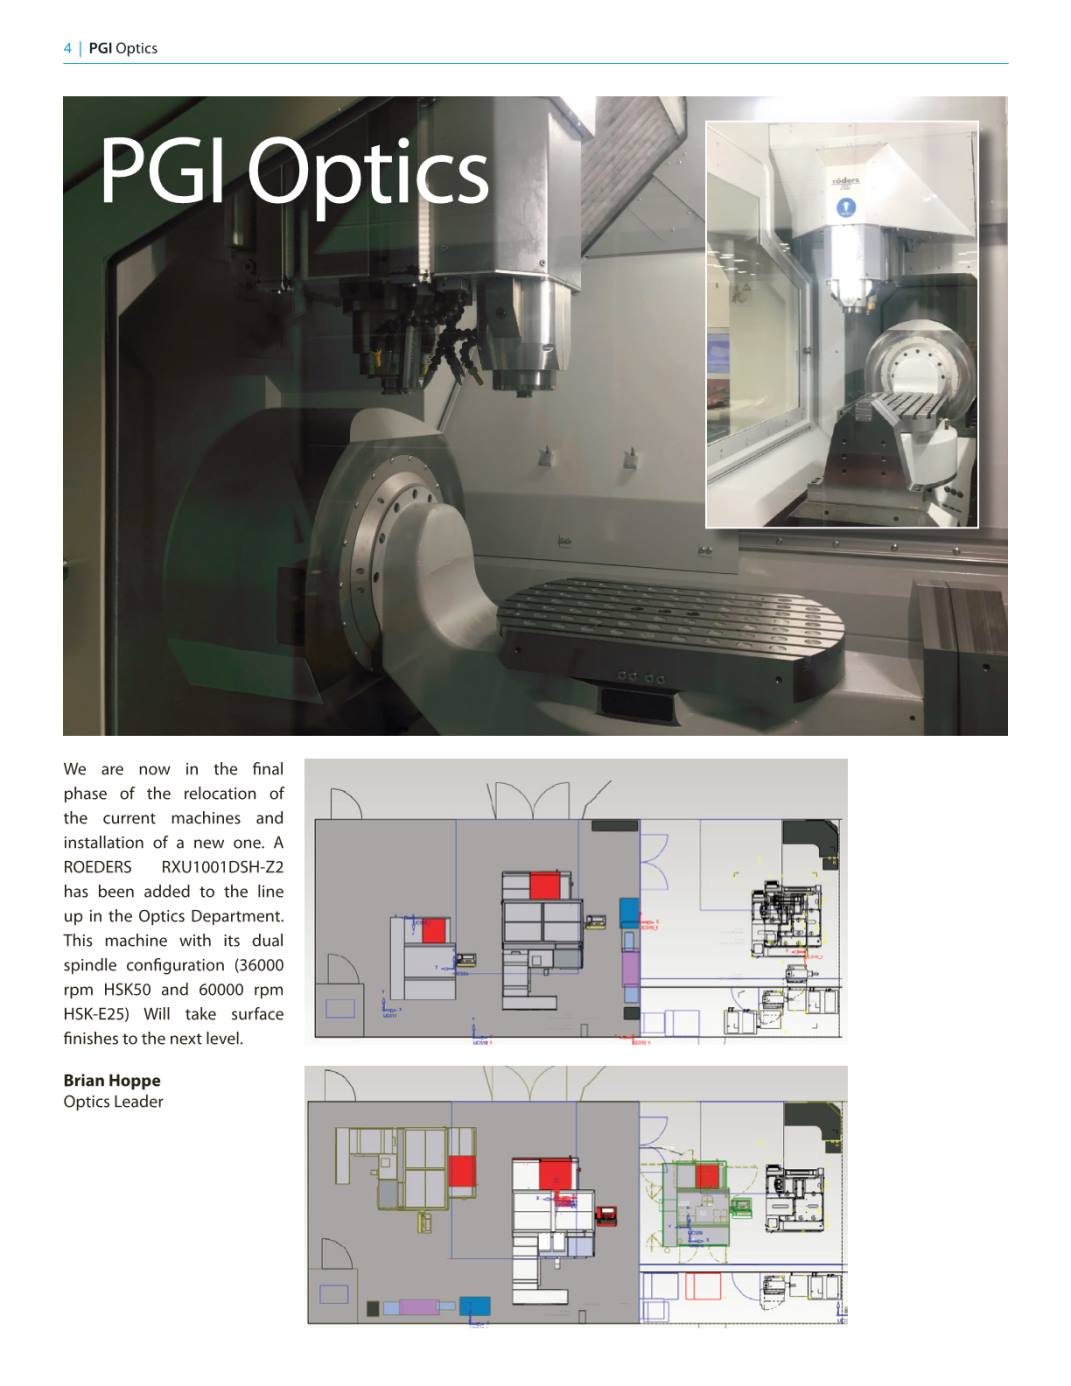 4 | PGI Optics
PGI Optics
röders
We are now in the final
phase of the relocation of
the current machines and
installation of a new one. A
ROEDERS RXU1001DSH-Z2
has been added to the line
up in the Optics Department.
This machine with its dual
spindle configuration (36000
rpm HSK50 and 60000 rpm
HSK-E25) Will take surface
finishes to the next level.
Brian Hoppe
Optics Leader